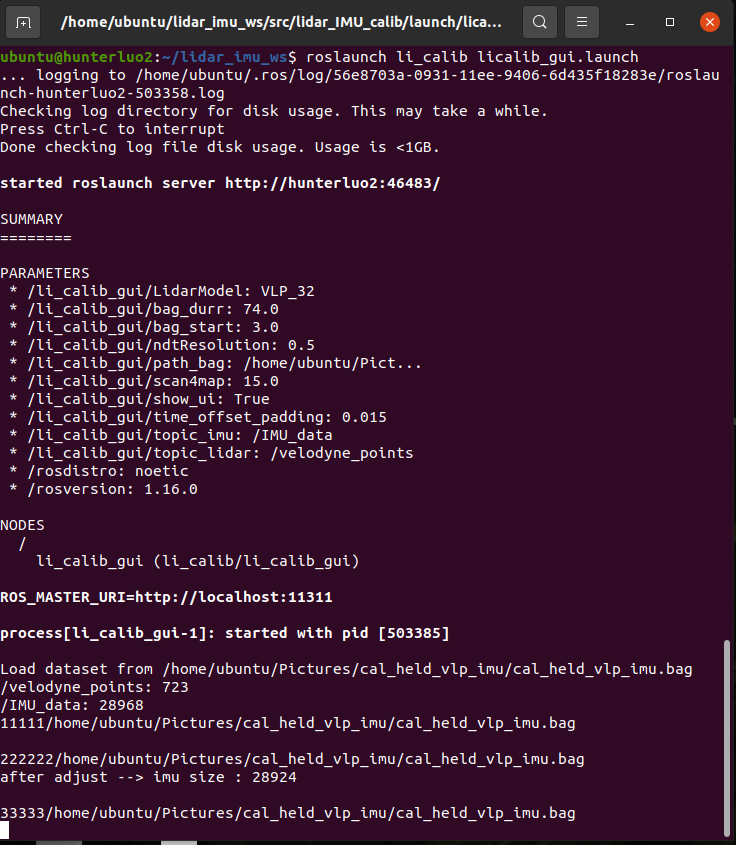 /home/ubuntu/lidar_imu_ws/src/lidar_IMU_calib/launch/lica...
ubuntu@hunterluo2:~/lidar_imu_ws$ roslaunch li_calib licalib_gui.launch
... logging to /home/ubuntu/.ros/log/56e8703a-0931-11ee-9406-6d435f18283e/roslau
nch-hunterluo2-503358.log
Checking log directory for disk usage. This may take a while.
Press Ctrl-C to interrupt
Done checking log file disk usage. Usage is <1GB.
started roslaunch server http://hunterluo2:46483/
SUMMARY
========
PARAMETERS
* /li_calib_gui/LidarModel: VLP_32
* /li_calib_gui/bag_durr: 74.0
* /li_calib_gui/bag_start: 3.0
* /li_calib_gui/ndtResolution: 0.5
* /li_calib_gui/path_bag: /home/ubuntu/Pict...
* /li_calib_gui/scan4map: 15.0
* /li_calib_gui/show_ui: True
* /li_calib_gui/time_offset_padding: 0.015
* /li_calib_gui/topic_imu: /IMU_data
* /li_calib_gui/topic_lidar: /velodyne_points
* /rosdistro: noetic
* /rosversion: 1.16.0
NODES
/
li_calib_gui (li_calib/li_calib_gui)
ROS_MASTER_URI=http://localhost:11311
process[li_calib_gui-1]: started with pid [503385]
Load dataset from /home/ubuntu/Pictures/cal_held_vlp_imu/cal_held_vlp_imu.bag
/velodyne_points: 723
/IMU_data: 28968
11111/home/ubuntu/Pictures/cal_held_vlp_imu/cal_held_vlp_imu.bag
222222/home/ubuntu/Pictures/cal_held_vlp_imu/cal_held_vlp_imu.bag
after adjust --> imu size : 28924
33333/home/ubuntu/Pictures/cal_held_vlp_imu/cal_held_vlp_imu.bag